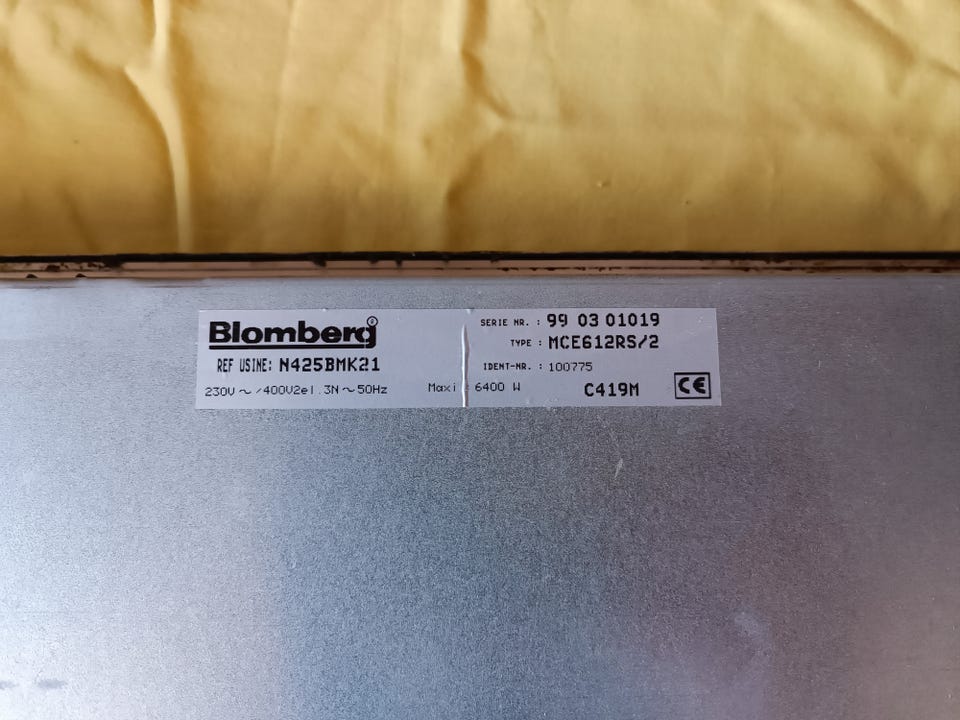 Blomberg®
REF USINE: N425BMK21
230V ~ /400V2el.3N ~ 50Hz Maxi : 6400 W
SERIE NR. : 99 03 01019
TYPE : MCE612RS/2
IDENT-NR. : 100775
C419M CE